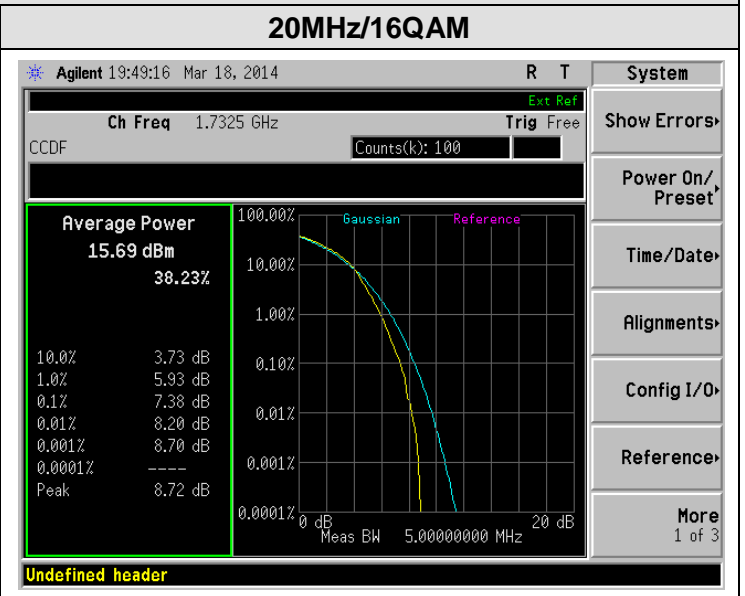 20MHz/16QAM
Agilent 19:49:16 Mar 18, 2014 R T
Ext Ref
Ch Freq 1.7325 GHz Trig Free
CCDF Counts(k): 100
Average Power
15.69 dBm
38.23%
10.0% 3.73 dB
1.0% 5.93 dB
0.1% 7.38 dB
0.01% 8.20 dB
0.001% 8.70 dB
0.0001% ----
Peak 8.72 dB
Gaussian Reference
100.00%
10.00%
1.00%
0.10%
0.01%
0.001%
0.0001%
0 dB 20 dB
Meas BW 5.00000000 MHz
System
Show Errors
Power On/
Preset
Time/Date
Alignments
Config I/O
Reference
More
1 of 3
Undefined header